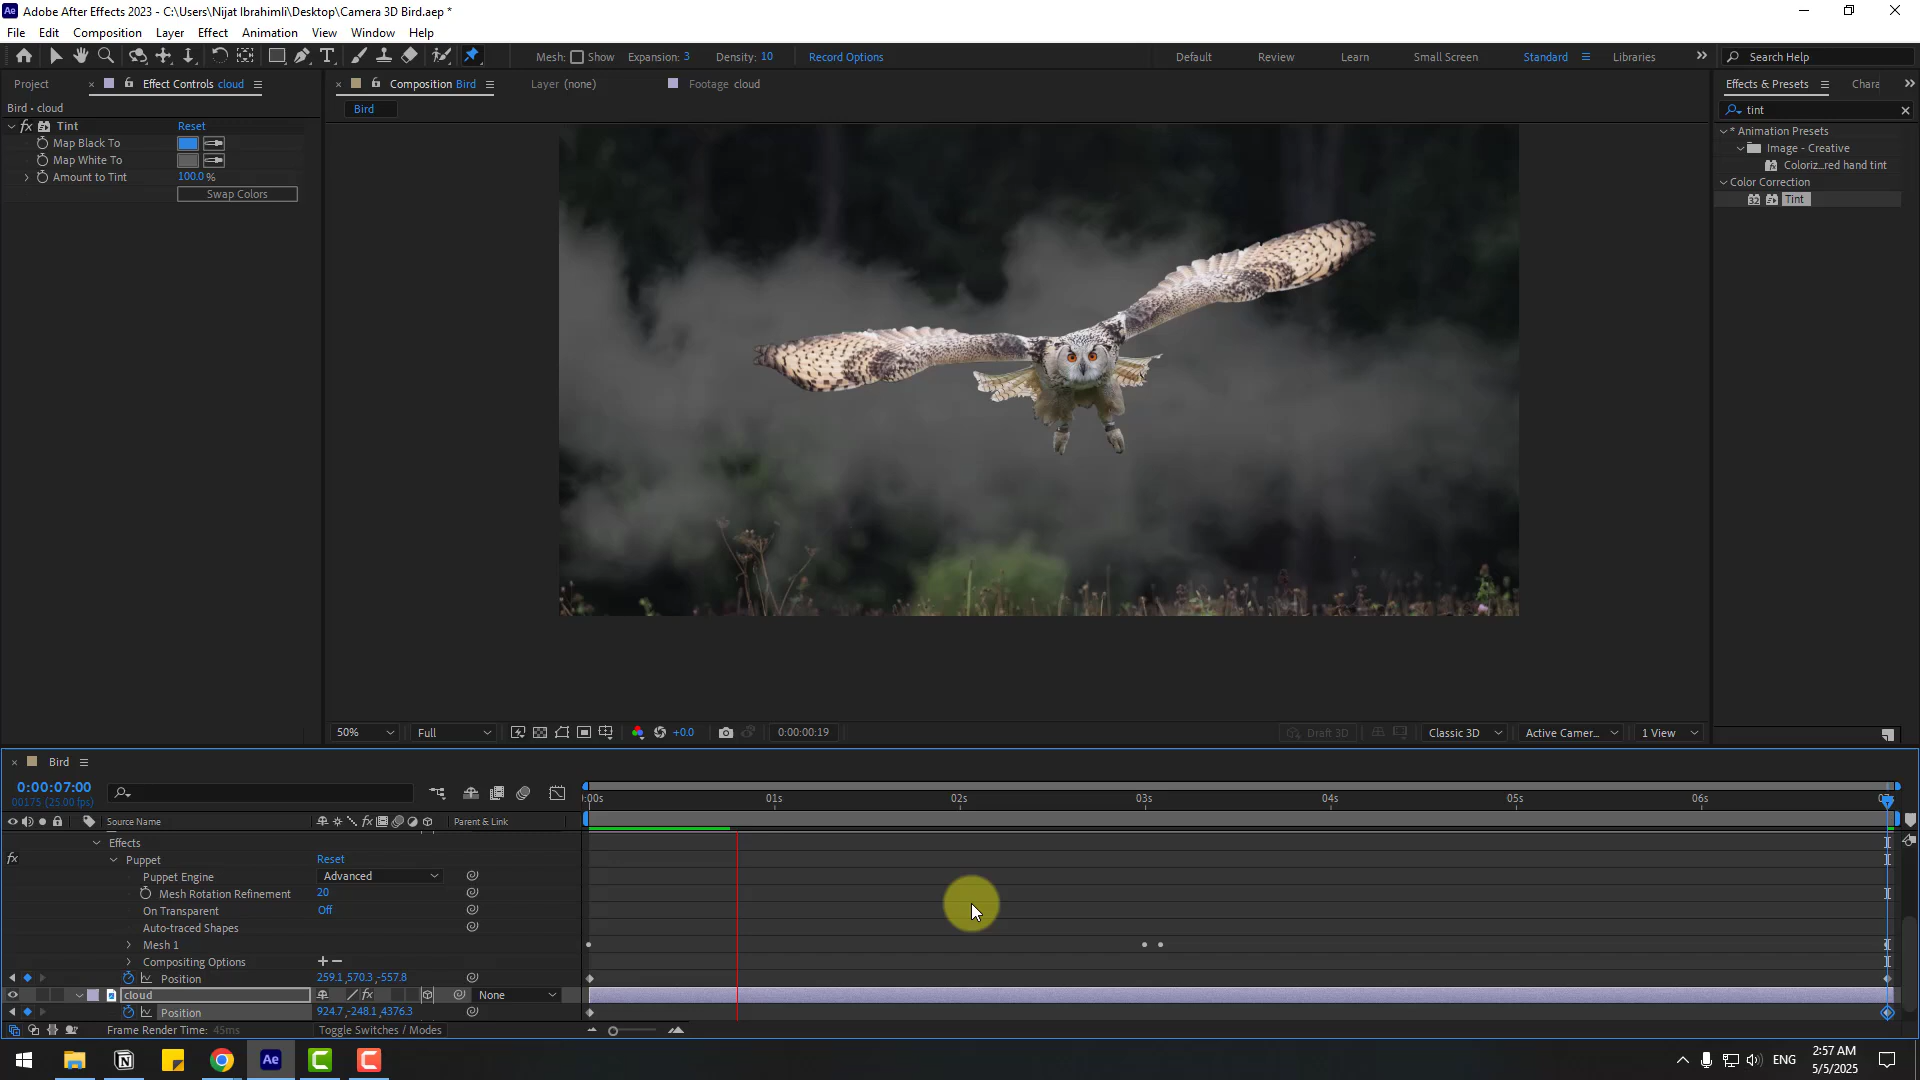 Adobe After Effects 2023 - C:\Users\Nijat Ibrahimli\Desktop\Camera 3D Bird.aep *
File Edit Composition Layer Effect Animation View Window Help
Mesh: Show Expansion: 3 Density: 10 Record Options Default Review Learn Small Screen Standard Libraries Search Help
Project Effect Controls cloud Composition Bird Layer (none) Footage cloud Effects & Presets Chara
Bird • cloud
Bird
tint
Tint Reset
Map Black To
Map White To
Amount to Tint 100.0 %
Swap Colors
* Animation Presets
Image - Creative
Coloriz...red hand tint
Color Correction
Tint
50% Full +0.0 0:00:00:19 Draft 3D Classic 3D Active Camer... 1 View
Bird
0:00:07:00
00175 (25.00 fps)
:00s 01s 02s 03s 04s 05s 06s
Source Name Parent & Link
Effects
Puppet Reset
Puppet Engine Advanced
Mesh Rotation Refinement 20
On Transparent Off
Auto-traced Shapes
Mesh 1
Compositing Options
Position 259.1,570.3,-557.8
cloud None
Position 924.7,-248.1,4376.3
Frame Render Time: 45ms Toggle Switches / Modes
ENG
2:57 AM
5/5/2025